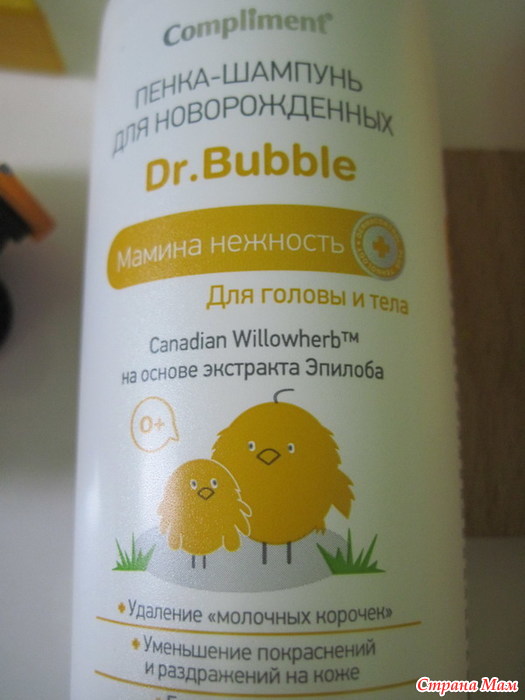 Compliment®
ПЕНКА-ШАМПУНЬ
ДЛЯ НОВОРОЖДЕННЫХ
Dr.Bubble
Мамина нежность
Для головы и тела
Canadian Willowherb™
на основе экстракта Эпилоба
0+
Удаление «молочных корочек»
Уменьшение покраснений
и раздражений на коже
Страна Мам